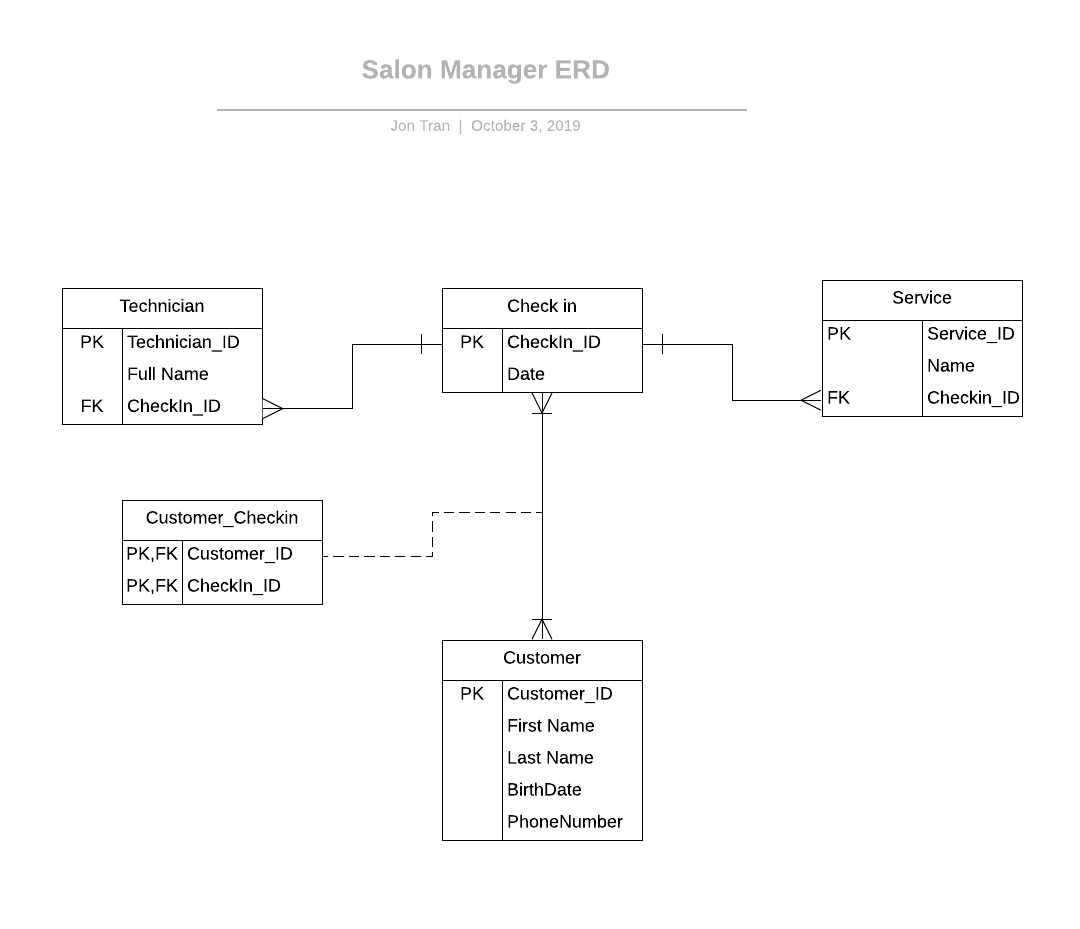 Salon Manager ERD
Jon Tran | October 3, 2019
Technician
PK Technician_ID
Full Name
FK CheckIn_ID
Check in
PK CheckIn_ID
Date
Service
PK Service_ID
Name
FK Checkin_ID
Customer_Checkin
PK,FK Customer_ID
PK,FK CheckIn_ID
Customer
PK Customer_ID
First Name
Last Name
BirthDate
PhoneNumber